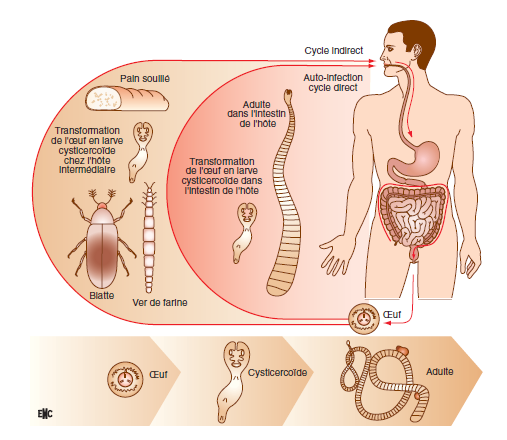 Cycle indirect
Auto-infection
cycle direct
Pain souillé
Adulte
dans l'intestin
de l'hôte
Transformation
de l'œuf en larve
cysticercoïde
chez l'hôte
intermédiaire
Transformation
de l'œuf en larve
cysticercoïde dans
l'intestin de l'hôte
Blatte
Ver de farine
Œuf
Œuf
Cysticercoïde
Adulte
EMC